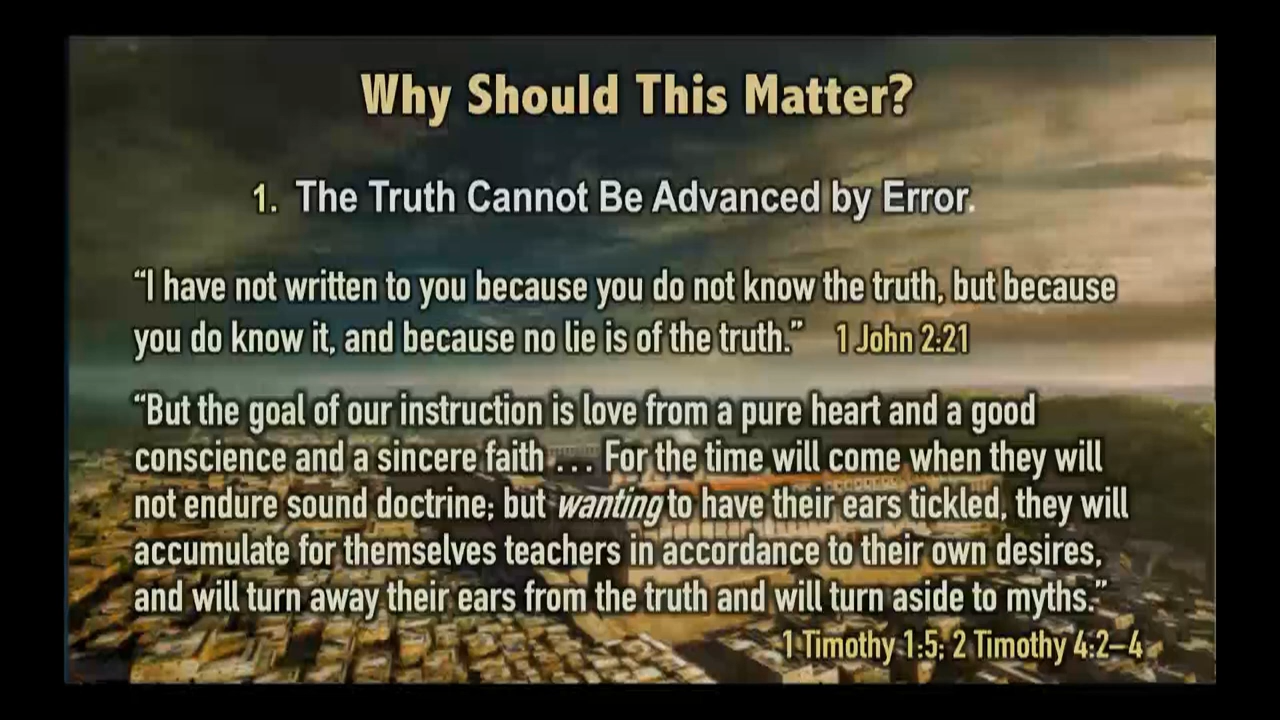 Why Should This Matter?
1. The Truth Cannot Be Advanced by Error.
“I have not written to you because you do not know the truth, but because
you do know it, and because no lie is of the truth.” 1 John 2:21
“But the goal of our instruction is love from a pure heart and a good
conscience and a sincere faith . . . For the time will come when they will
not endure sound doctrine; but wanting to have their ears tickled, they will
accumulate for themselves teachers in accordance to their own desires,
and will turn away their ears from the truth and will turn aside to myths.”
1 Timothy 1:5; 2 Timothy 4:2–4